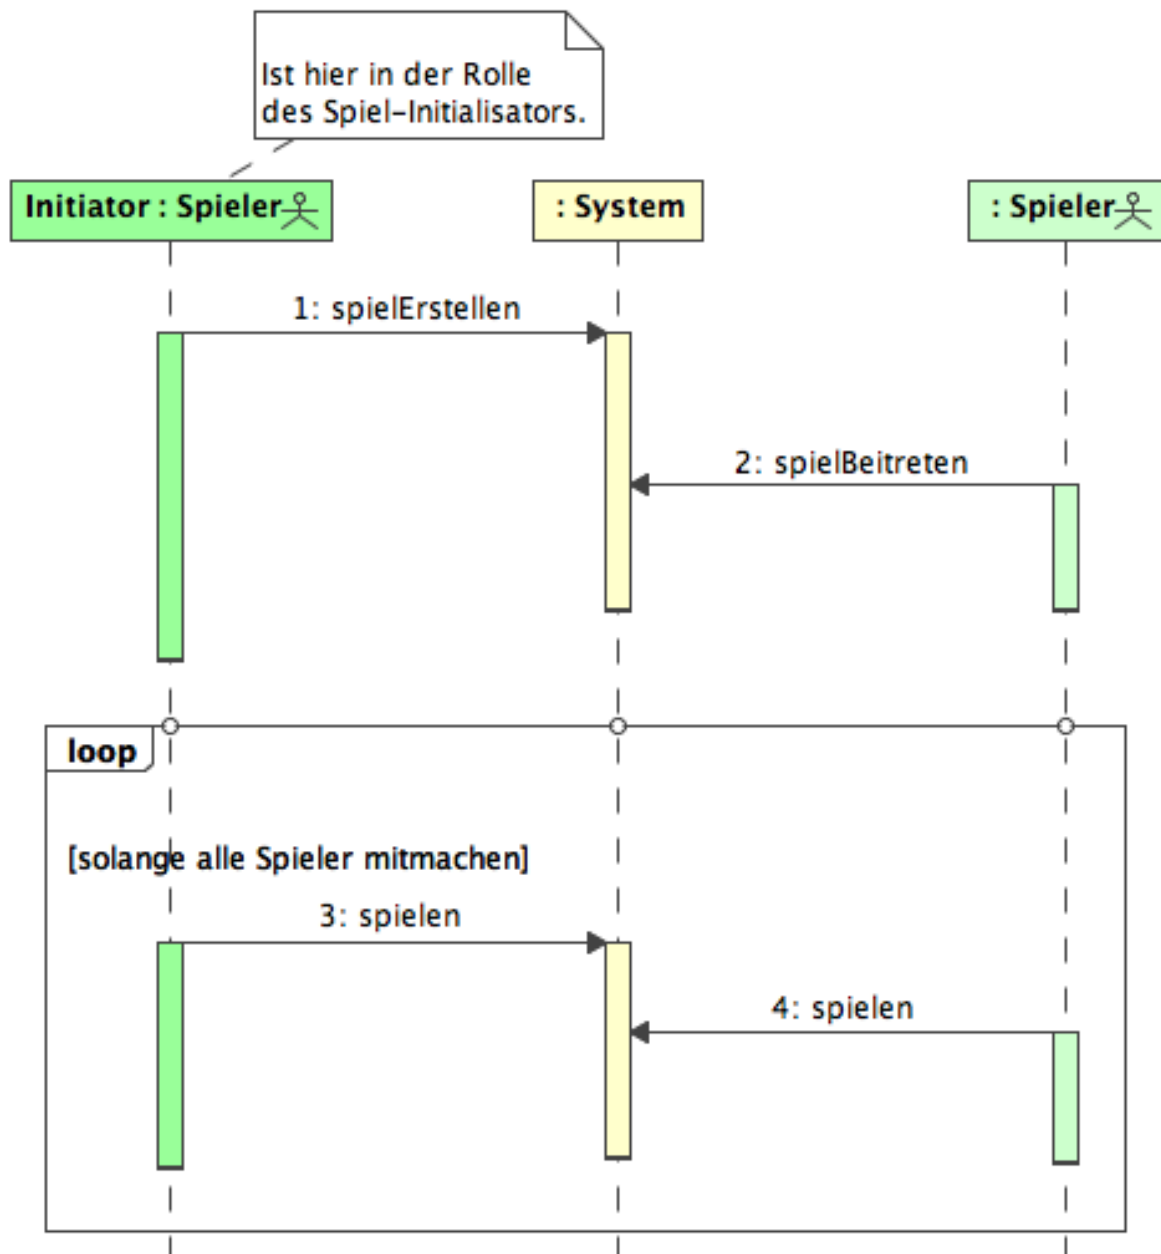 Ist hier in der Rolle
des Spiel-Initialisators.
Initiator : Spieler
: System
: Spieler
1: spielErstellen
2: spielBeitreten
loop
[solange alle Spieler mitmachen]
3: spielen
4: spielen